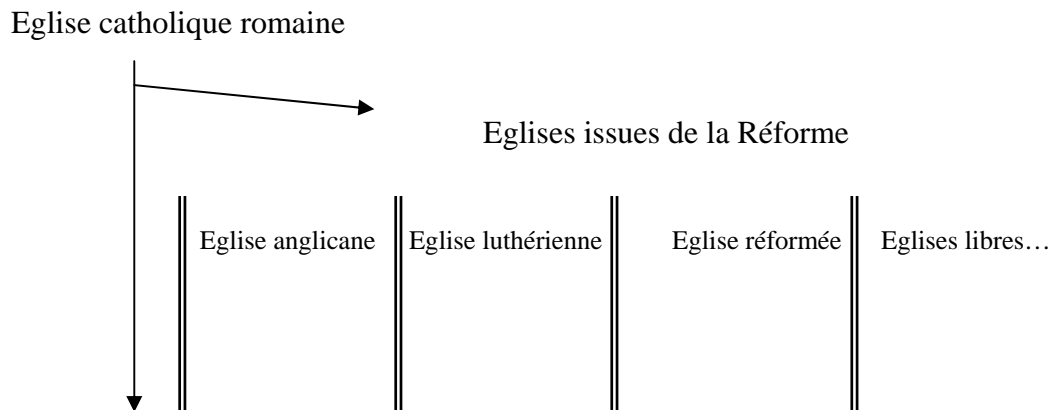 Eglise catholique romaine
Eglises issues de la Réforme
Eglise anglicane Eglise luthérienne Eglise réformée Eglises libres…